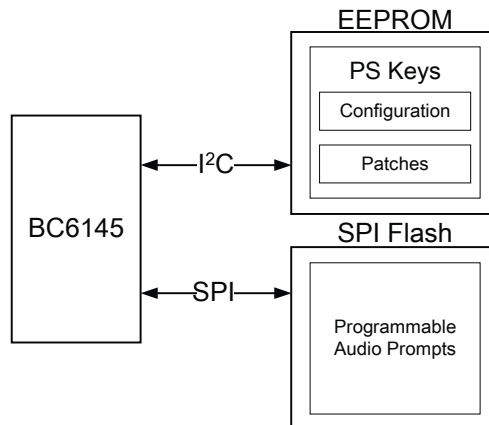 EEPROM
PS Keys
Configuration
Patches
I²C
BC6145
SPI Flash
SPI
Programmable
Audio Prompts